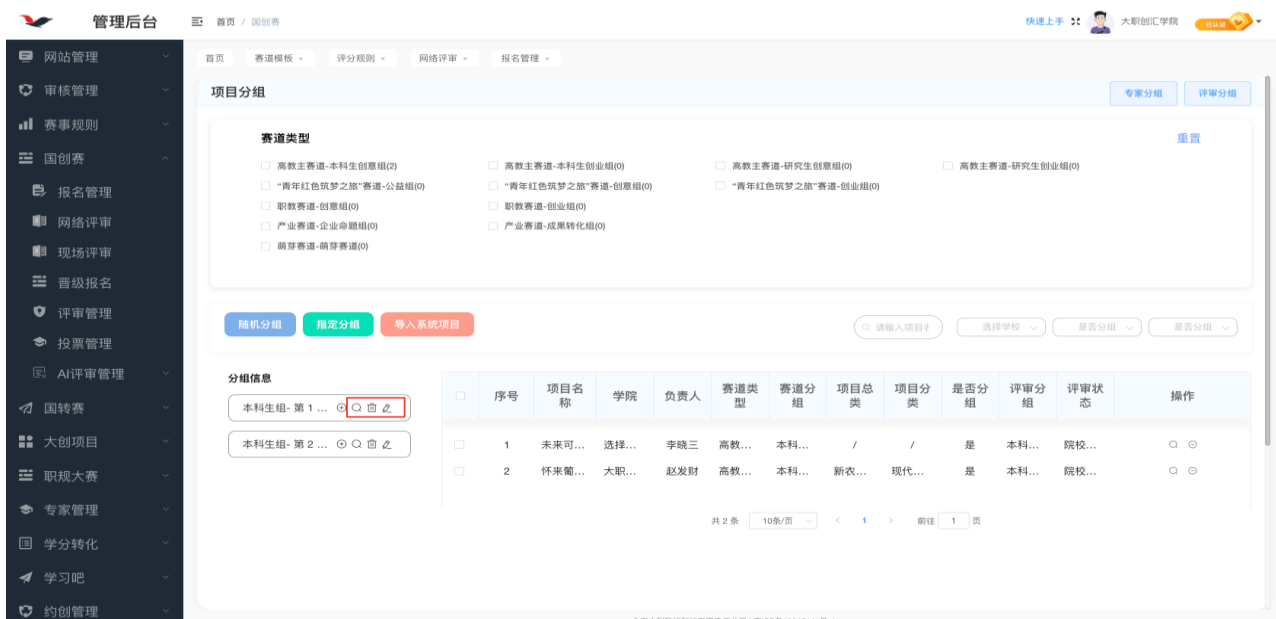 管理后台
首页 / 国创赛
快速上手
大职创汇学院
已认证
网站管理
审核管理
赛事规则
国创赛
报名管理
网络评审
现场评审
晋级报名
评审管理
投票管理
AI评审管理
国转赛
大创项目
职规大赛
专家管理
学分转化
学习吧
约创管理
首页 赛道模板 × 评分规则 × 网络评审 × 报名管理 ×
项目分组
专家分组 评审分组
赛道类型
重置
高教主赛道-本科生创意组(2) 高教主赛道-本科生创业组(0) 高教主赛道-研究生创意组(0) 高教主赛道-研究生创业组(0)
“青年红色筑梦之旅”赛道-公益组(0) “青年红色筑梦之旅”赛道-创意组(0) “青年红色筑梦之旅”赛道-创业组(0)
职教赛道-创意组(0) 职教赛道-创业组(0)
产业赛道-企业命题组(0) 产业赛道-成果转化组(0)
萌芽赛道-萌芽赛道(0)
随机分组 指定分组 导入系统项目
请输入项目名 选择学校 是否分组 是否分组
分组信息
本科生组- 第 1 ...
本科生组- 第 2 ...
序号 项目名称 学院 负责人 赛道类型 赛道分组 项目总类 项目分类 是否分组 评审分组 评审状态 操作
1 未来可... 选择... 李晓三 高教... 本科... / / 是 本科... 院校...
2 怀来葡... 大职... 赵发财 高教... 本科... 新农... 现代... 是 本科... 院校...
共 2 条 10条/页 1 前往 1 页